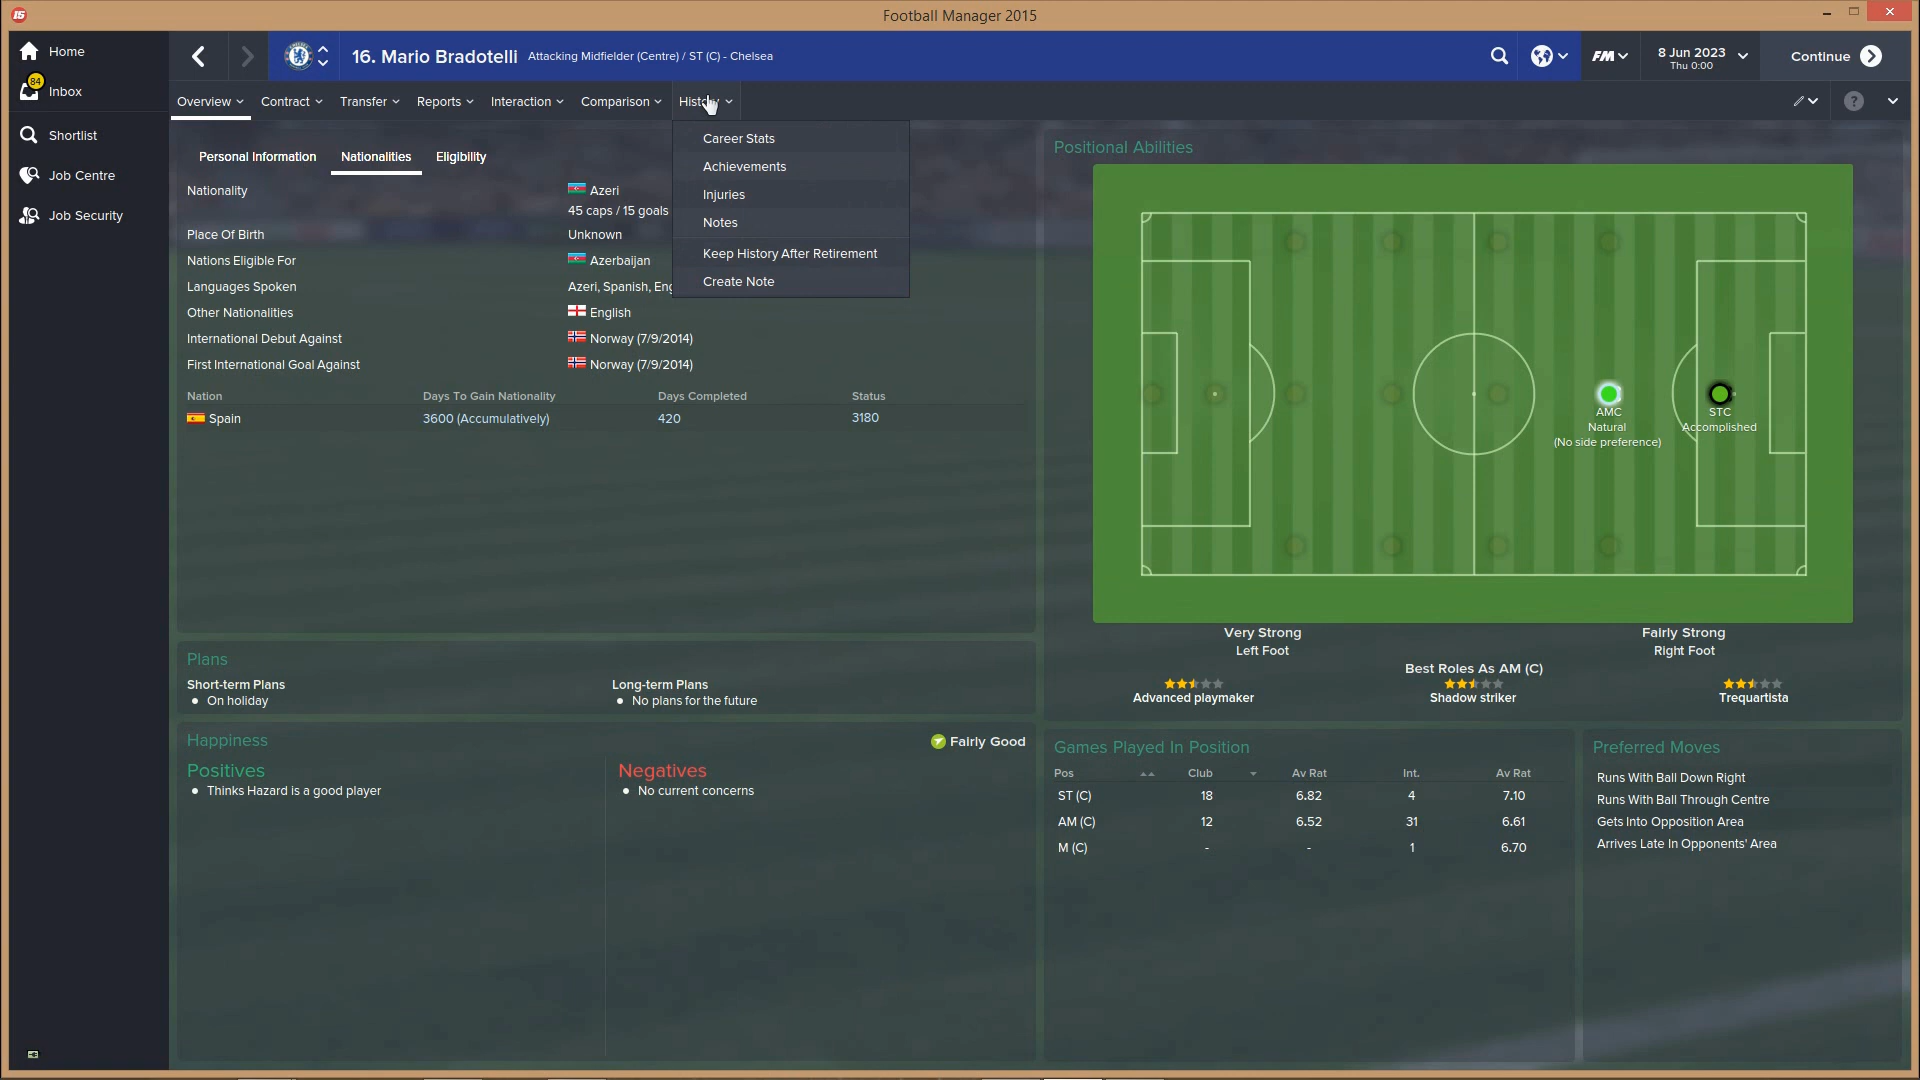 15
Football Manager 2015
Home
84
Inbox
Shortlist
Job Centre
Job Security
16. Mario Bradotelli
Attacking Midfielder (Centre) / ST (C) - Chelsea
FM
8 Jun 2023
Thu 0:00
Continue
Overview
Contract
Transfer
Reports
Interaction
Comparison
Career Stats
Achievements
Injuries
Notes
Keep History After Retirement
Create Note
?
Personal Information
Nationalities
Eligibility
Nationality
Azeri
45 caps / 15 goals
Place Of Birth
Unknown
Nations Eligible For
Azerbaijan
Languages Spoken
Azeri, Spanish,
Other Nationalities
English
International Debut Against
Norway (7/9/2014)
First International Goal Against
Norway (7/9/2014)
Nation Days To Gain Nationality Days Completed Status
Spain 3600 (Accumulatively) 420 3180
Plans
Short-term Plans
On holiday
Long-term Plans
No plans for the future
Happiness
Fairly Good
Positives
Thinks Hazard is a good player
Negatives
No current concerns
Positional Abilities
AMC
Natural
(No side preference)
STC
Accomplished
Very Strong
Left Foot
Fairly Strong
Right Foot
Best Roles As AM (C)
Advanced playmaker
Shadow striker
Trequartista
Games Played In Position
Pos Club Av Rat Int. Av Rat
ST (C) 18 6.82 4 7.10
AM (C) 12 6.52 31 6.61
M (C) - - 1 6.70
Preferred Moves
Runs With Ball Down Right
Runs With Ball Through Centre
Gets Into Opposition Area
Arrives Late In Opponents' Area